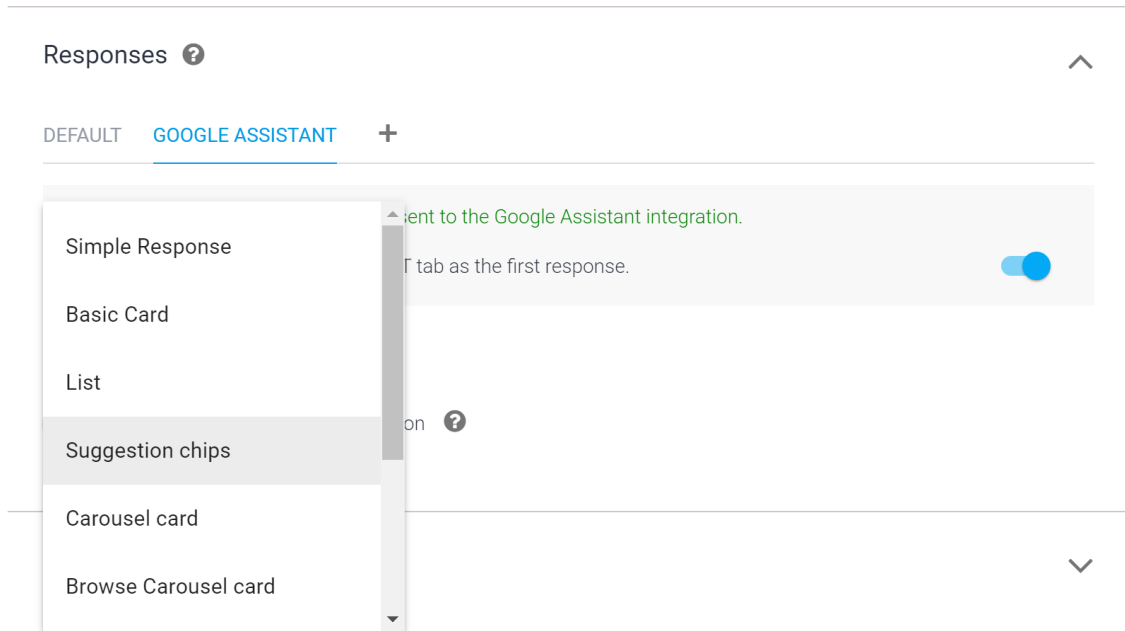 Responses
DEFAULT GOOGLE ASSISTANT +
sent to the Google Assistant integration.
Simple Response
T tab as the first response.
Basic Card
List
on
Suggestion chips
Carousel card
Browse Carousel card